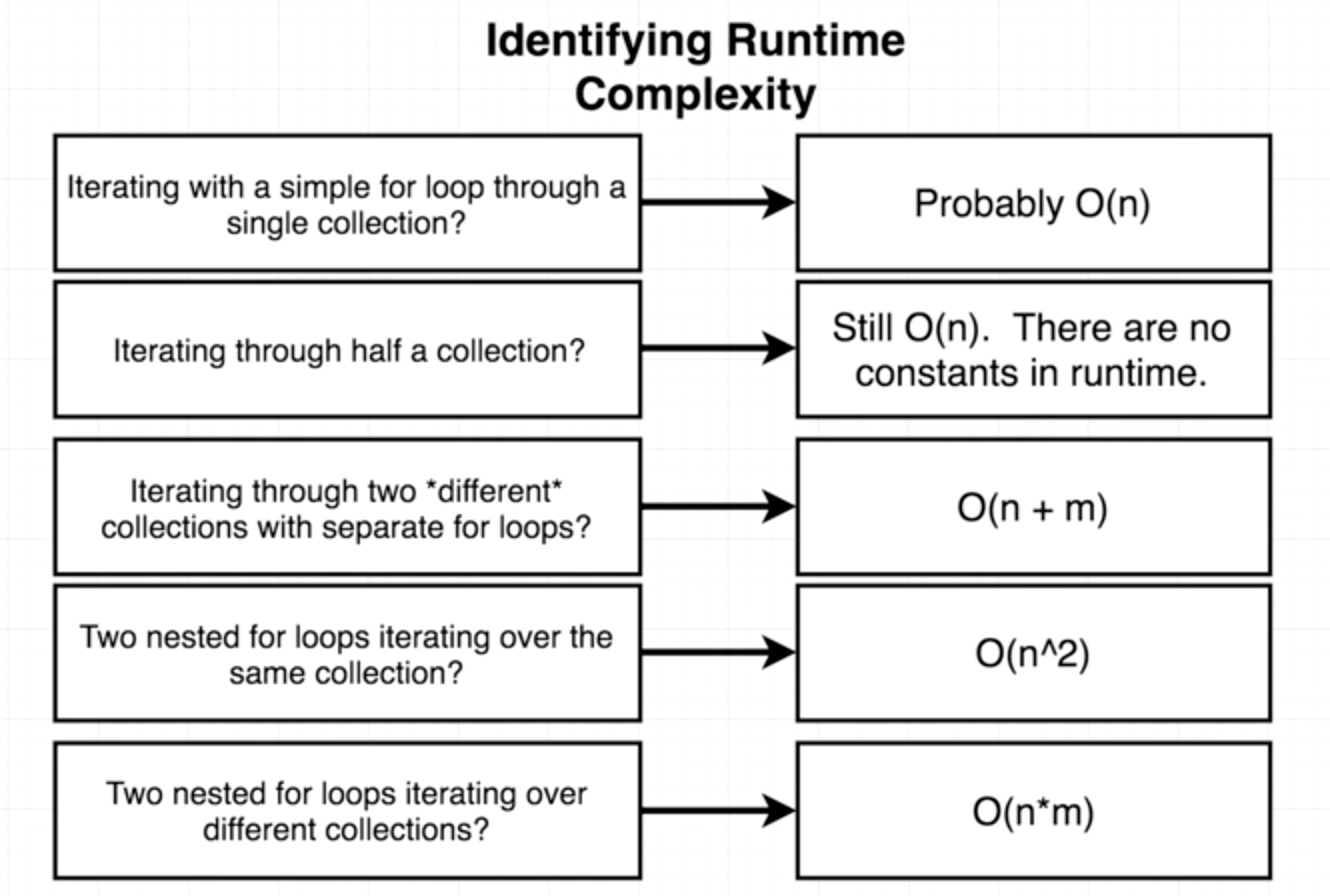 Identifying Runtime
Complexity
Iterating with a simple for loop through a
single collection?
Probably O(n)
Iterating through half a collection?
Still O(n).  There are no
constants in runtime.
Iterating through two *different*
collections with separate for loops?
O(n + m)
Two nested for loops iterating over the
same collection?
O(n^2)
Two nested for loops iterating over
different collections?
O(n*m)